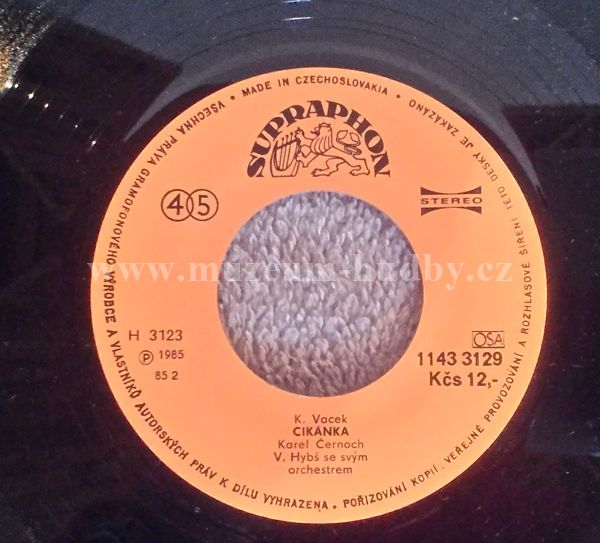 • MADE IN CZECHOSLOVAKIA •
VŠECHNA PRÁVA GRAMOFONOVÉHO VÝROBCE A VLASTNÍKŮ AUTORSKÝCH PRÁV K DÍLU VYHRAZENA. POŘIZOVÁNÍ KOPIÍ, VEŘEJNÉ PROVOZOVÁNÍ A ROZHLASOVÉ ŠÍŘENÍ TÉTO DESKY JE ZAKÁZÁNO
SUPRAPHON
45
STEREO
www.muzeum-hudby.cz
H 3123
OSA
Ⓟ 1985
1143 3129
85 2
Kčs 12,-
K. Vacek
CIKÁNKA
Karel Černoch
V. Hybš se svým
orchestrem